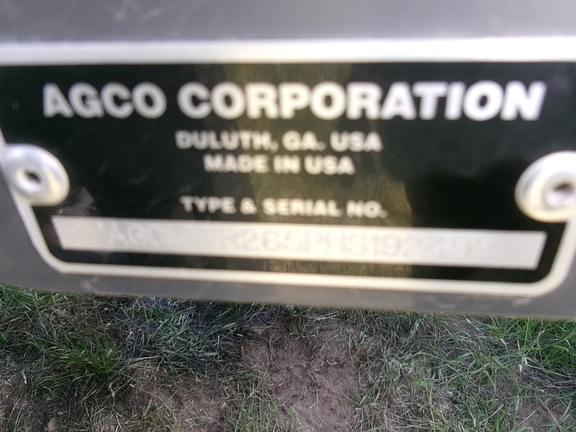 AGCO CORPORATION
DULUTH, GA. USA
MADE IN USA
TYPE & SERIAL NO.